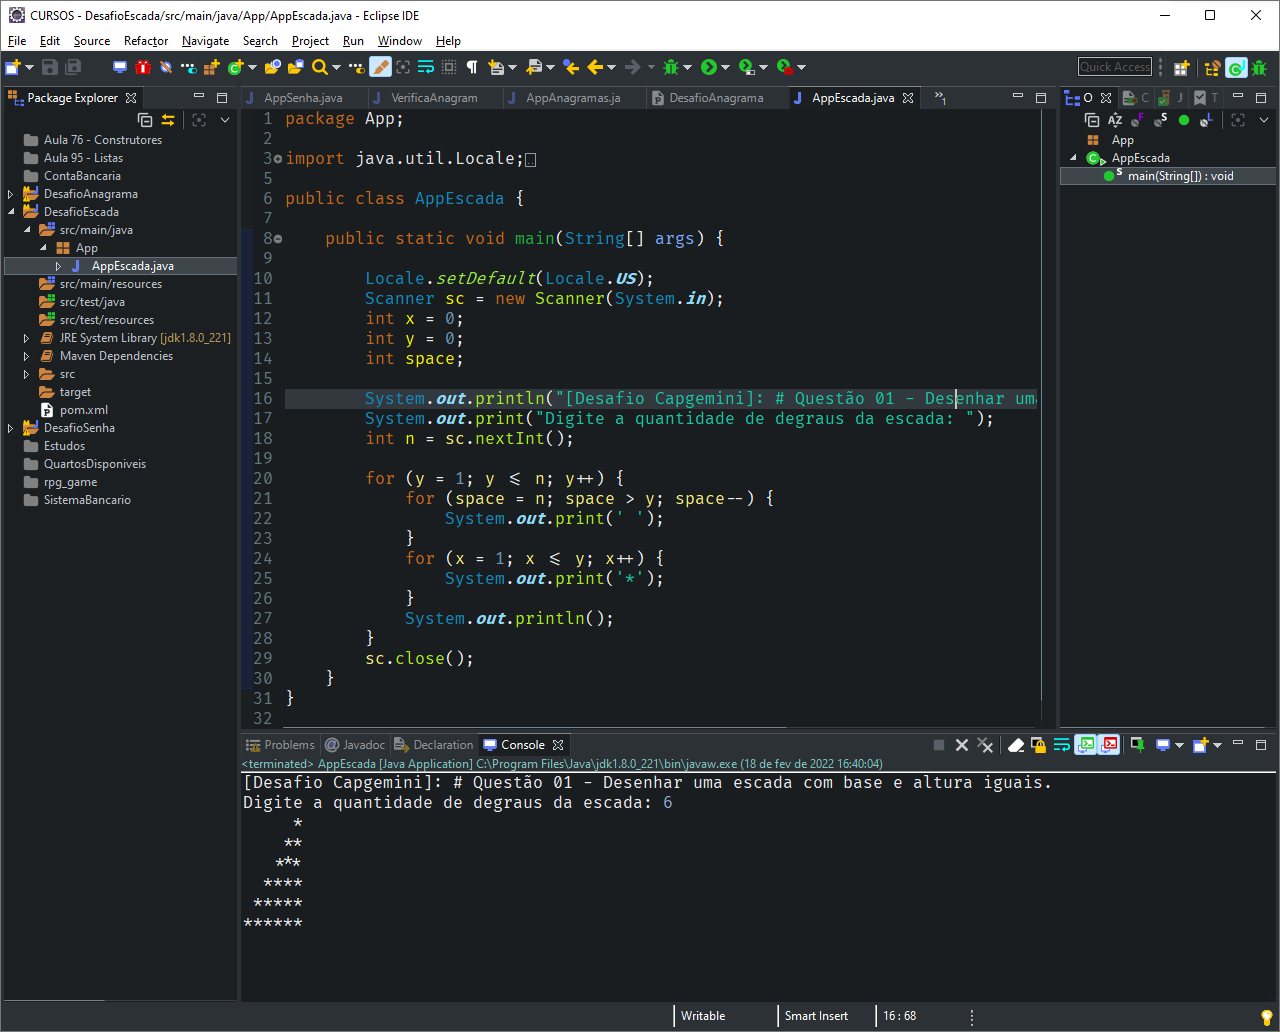 CURSOS - DesafioEscada/src/main/java/App/AppEscada.java - Eclipse IDE
File Edit Source Refactor Navigate Search Project Run Window Help
Quick Access
Package Explorer
Aula 76 - Construtores
Aula 95 - Listas
ContaBancaria
DesafioAnagrama
DesafioEscada
src/main/java
App
AppEscada.java
src/main/resources
src/test/java
src/test/resources
JRE System Library [jdk1.8.0_221]
Maven Dependencies
src
target
pom.xml
DesafioSenha
Estudos
QuartosDisponiveis
rpg_game
SistemaBancario
AppSenha.java VerificaAnagram AppAnagramas.ja DesafioAnagrama AppEscada.java »1
1 package App;
2
3 import java.util.Locale;
5
6 public class AppEscada {
7
8 public static void main(String[] args) {
9
10 Locale.setDefault(Locale.US);
11 Scanner sc = new Scanner(System.in);
12 int x = 0;
13 int y = 0;
14 int space;
15
16 System.out.println("[Desafio Capgemini]: # Questão 01 - Desenhar uma
17 System.out.print("Digite a quantidade de degraus da escada: ");
18 int n = sc.nextInt();
19
20 for (y = 1; y <= n; y++) {
21 for (space = n; space > y; space--) {
22 System.out.print(' ');
23 }
24 for (x = 1; x <= y; x++) {
25 System.out.print('*');
26 }
27 System.out.println();
28 }
29 sc.close();
30 }
31 }
32
O C J T
App
AppEscada
main(String[]) : void
Problems @ Javadoc Declaration Console
<terminated> AppEscada [Java Application] C:\Program Files\Java\jdk1.8.0_221\bin\javaw.exe (18 de fev de 2022 16:40:04)
[Desafio Capgemini]: # Questão 01 - Desenhar uma escada com base e altura iguais.
Digite a quantidade de degraus da escada: 6
     *
    **
   ***
  ****
 *****
******
Writable Smart Insert 16 : 68